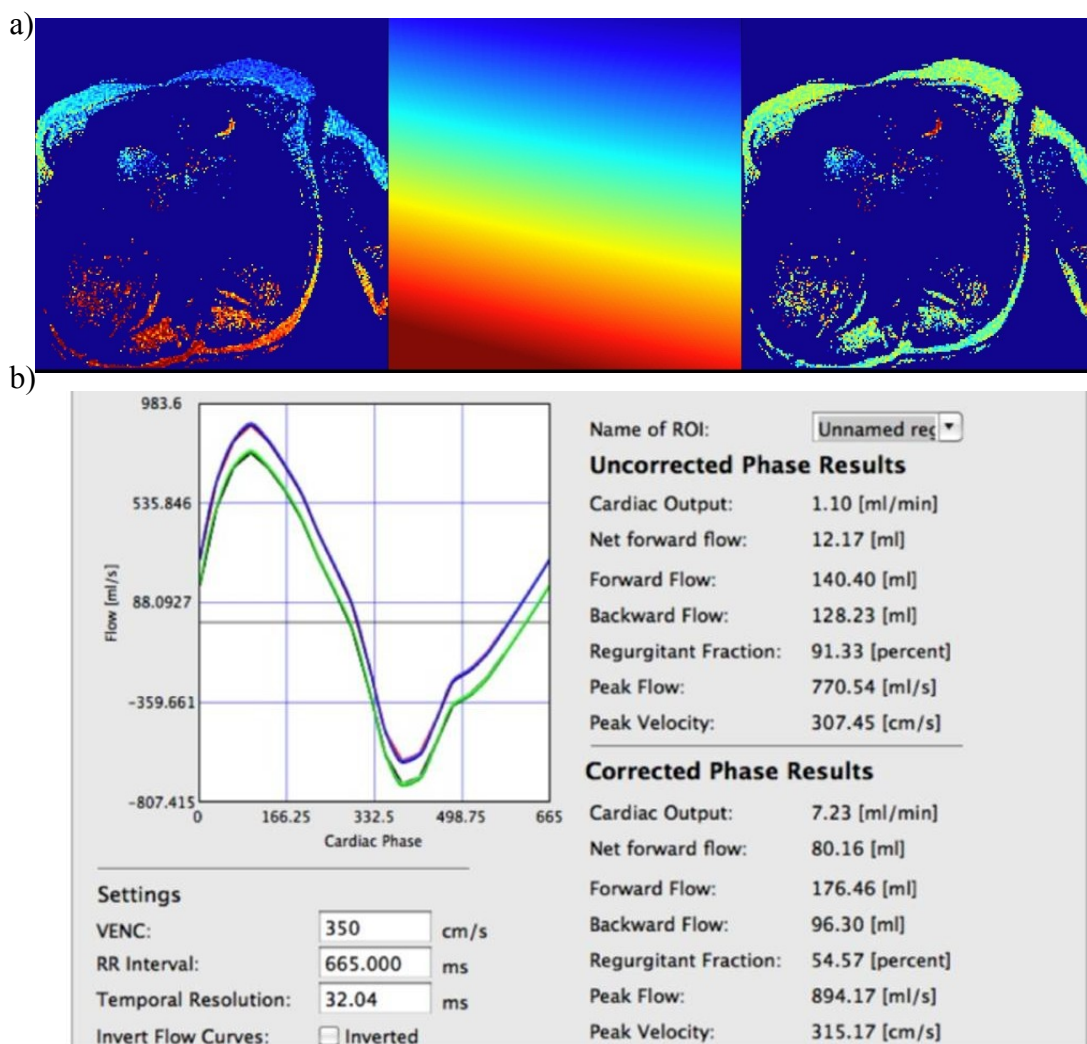 a)
b)
983.6
535.846
88.0927
-359.661
-807.415
Flow [ml/s]
0 166.25 332.5 498.75 665
Cardiac Phase
Settings
VENC: 350 cm/s
RR Interval: 665.000 ms
Temporal Resolution: 32.04 ms
Invert Flow Curves: Inverted
Name of ROI: Unnamed reg
Uncorrected Phase Results
Cardiac Output: 1.10 [ml/min]
Net forward flow: 12.17 [ml]
Forward Flow: 140.40 [ml]
Backward Flow: 128.23 [ml]
Regurgitant Fraction: 91.33 [percent]
Peak Flow: 770.54 [ml/s]
Peak Velocity: 307.45 [cm/s]
Corrected Phase Results
Cardiac Output: 7.23 [ml/min]
Net forward flow: 80.16 [ml]
Forward Flow: 176.46 [ml]
Backward Flow: 96.30 [ml]
Regurgitant Fraction: 54.57 [percent]
Peak Flow: 894.17 [ml/s]
Peak Velocity: 315.17 [cm/s]